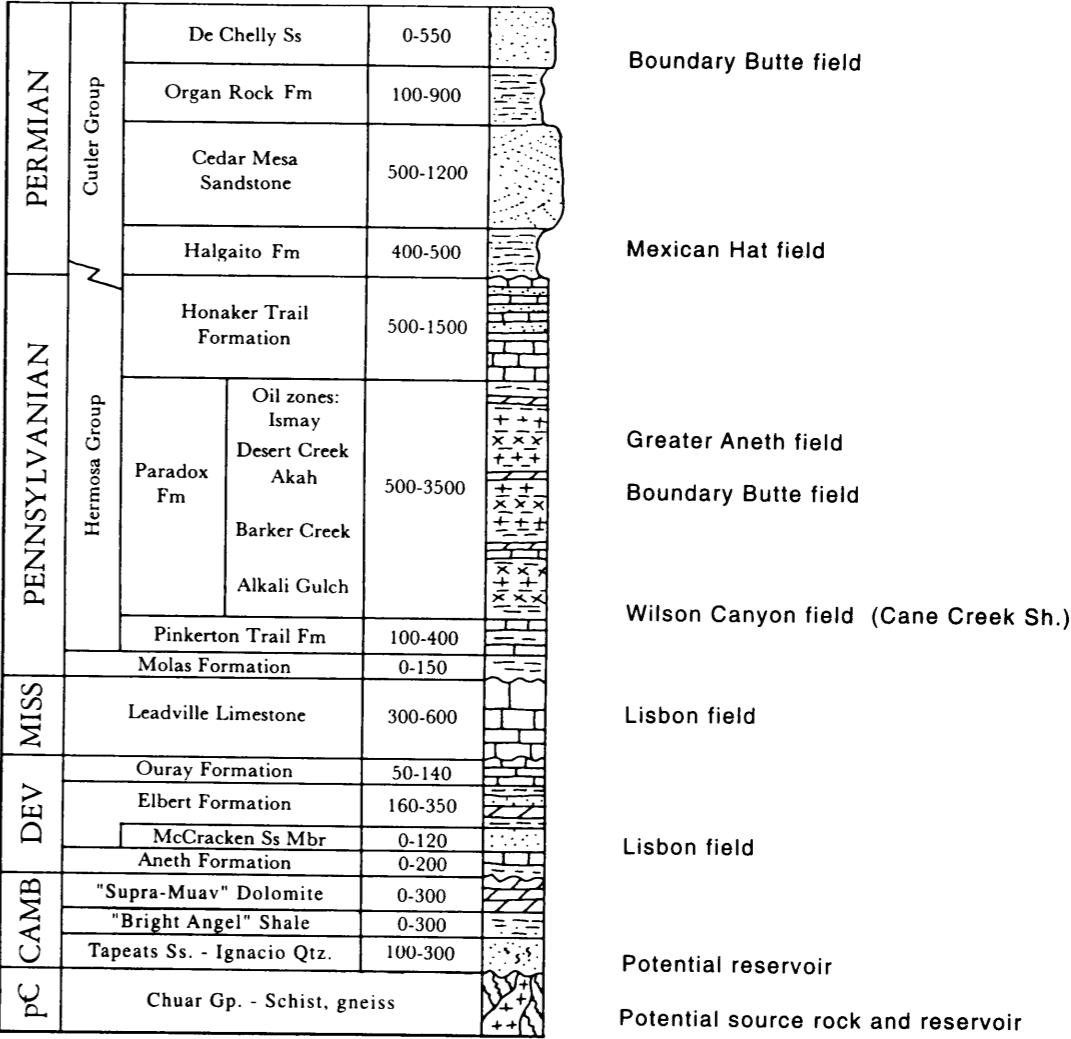 PERMIAN
Cutler Group
De Chelly Ss
0-550
Boundary Butte field
Organ Rock Fm
100-900
Cedar Mesa
Sandstone
500-1200
Halgaito Fm
400-500
Mexican Hat field
PENNSYLVANIAN
Hermosa Group
Honaker Trail
Formation
500-1500
Paradox
Fm
Oil zones:
Ismay
Desert Creek
Akah
Barker Creek
Alkali Gulch
500-3500
Greater Aneth field
Boundary Butte field
Wilson Canyon field (Cane Creek Sh.)
Pinkerton Trail Fm
100-400
Molas Formation
0-150
MISS
Leadville Limestone
300-600
Lisbon field
DEV
Ouray Formation
50-140
Elbert Formation
160-350
McCracken Ss Mbr
0-120
Lisbon field
Aneth Formation
0-200
CAMB
"Supra-Muav" Dolomite
0-300
"Bright Angel" Shale
0-300
Tapeats Ss. - Ignacio Qtz.
100-300
Potential reservoir
pC
Chuar Gp. - Schist, gneiss
Potential source rock and reservoir